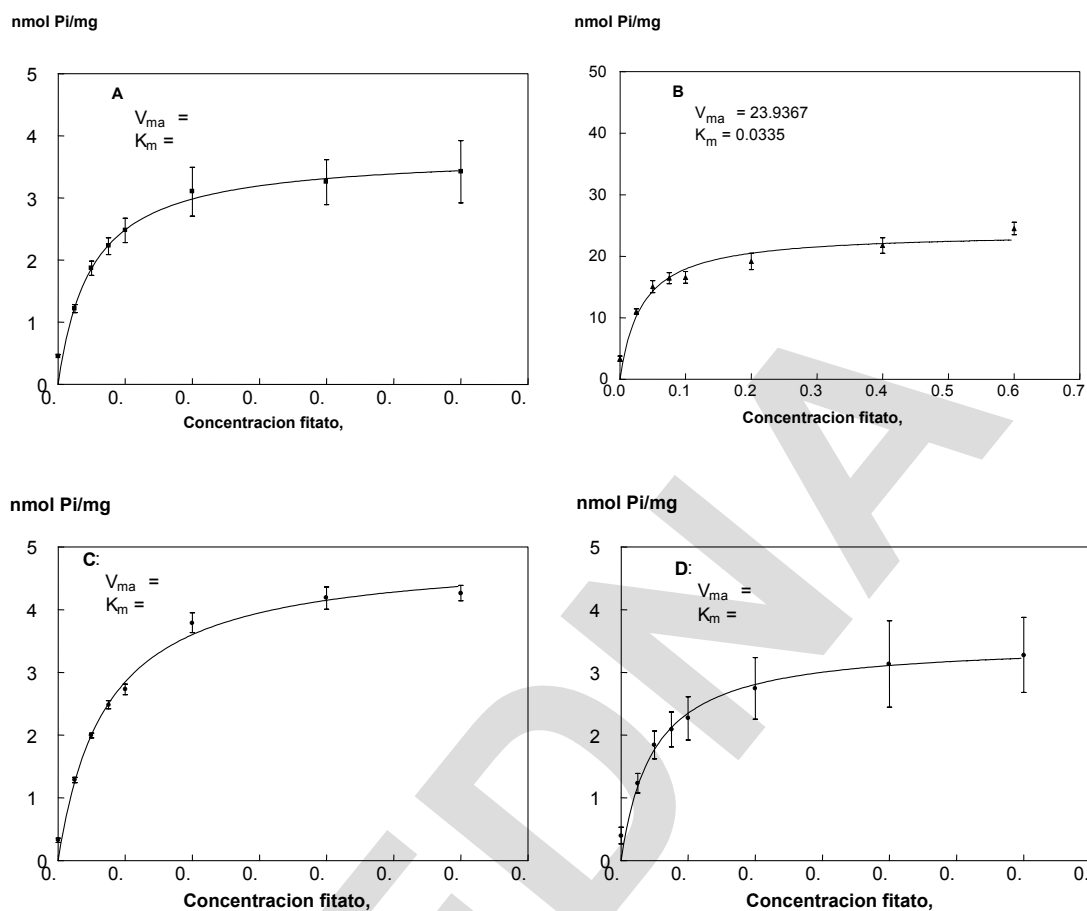 nmol Pi/mg
5
4
3
2
1
0
A
Vma =
Km =
0. 0. 0. 0. 0. 0. 0. 0.
Concentracion fitato,
nmol Pi/mg
50
40
30
20
10
0
B
Vma = 23.9367
Km = 0.0335
0.0 0.1 0.2 0.3 0.4 0.5 0.6 0.7
Concentracion fitato,
nmol Pi/mg
5
4
3
2
1
0
C:
Vma =
Km =
0. 0. 0. 0. 0. 0. 0. 0.
Concentracion fitato,
nmol Pi/mg
5
4
3
2
1
0
D:
Vma =
Km =
0. 0. 0. 0. 0. 0. 0. 0.
Concentracion fitato,
EDNA